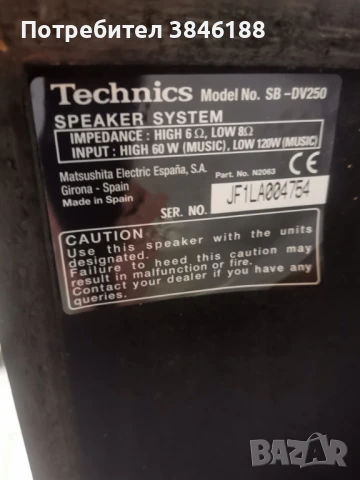 Потребител 3846188
Technics Model No. SB-DV250
SPEAKER SYSTEM
IMPEDANCE : HIGH 6Ω, LOW 8Ω
INPUT : HIGH 60 W (MUSIC), LOW 120W (MUSIC)
Matsushita Electric España, S.A.
Girona - Spain
Made in Spain
Part. No. N2063
CE
SER. NO. JF1LA004754
CAUTION
Use this speaker with the units
designated.
Failure to heed this caution may
result in malfunction or fire.
Contact your dealer if you have any
queries.
BAZAR